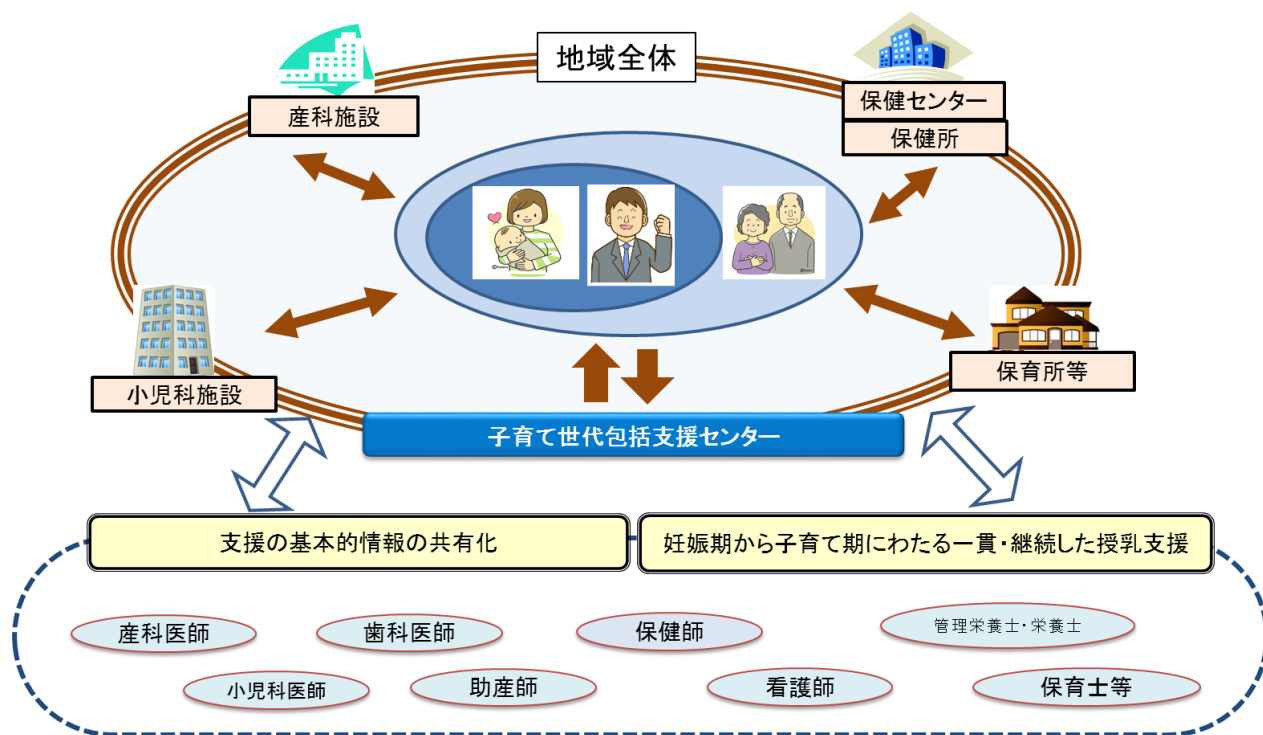 地域全体
産科施設
保健センター
保健所
小児科施設
保育所等
子育て世代包括支援センター
支援の基本的情報の共有化
妊娠期から子育て期にわたる一貫・継続した授乳支援
産科医師
歯科医師
保健師
管理栄養士・栄養士
小児科医師
助産師
看護師
保育士等